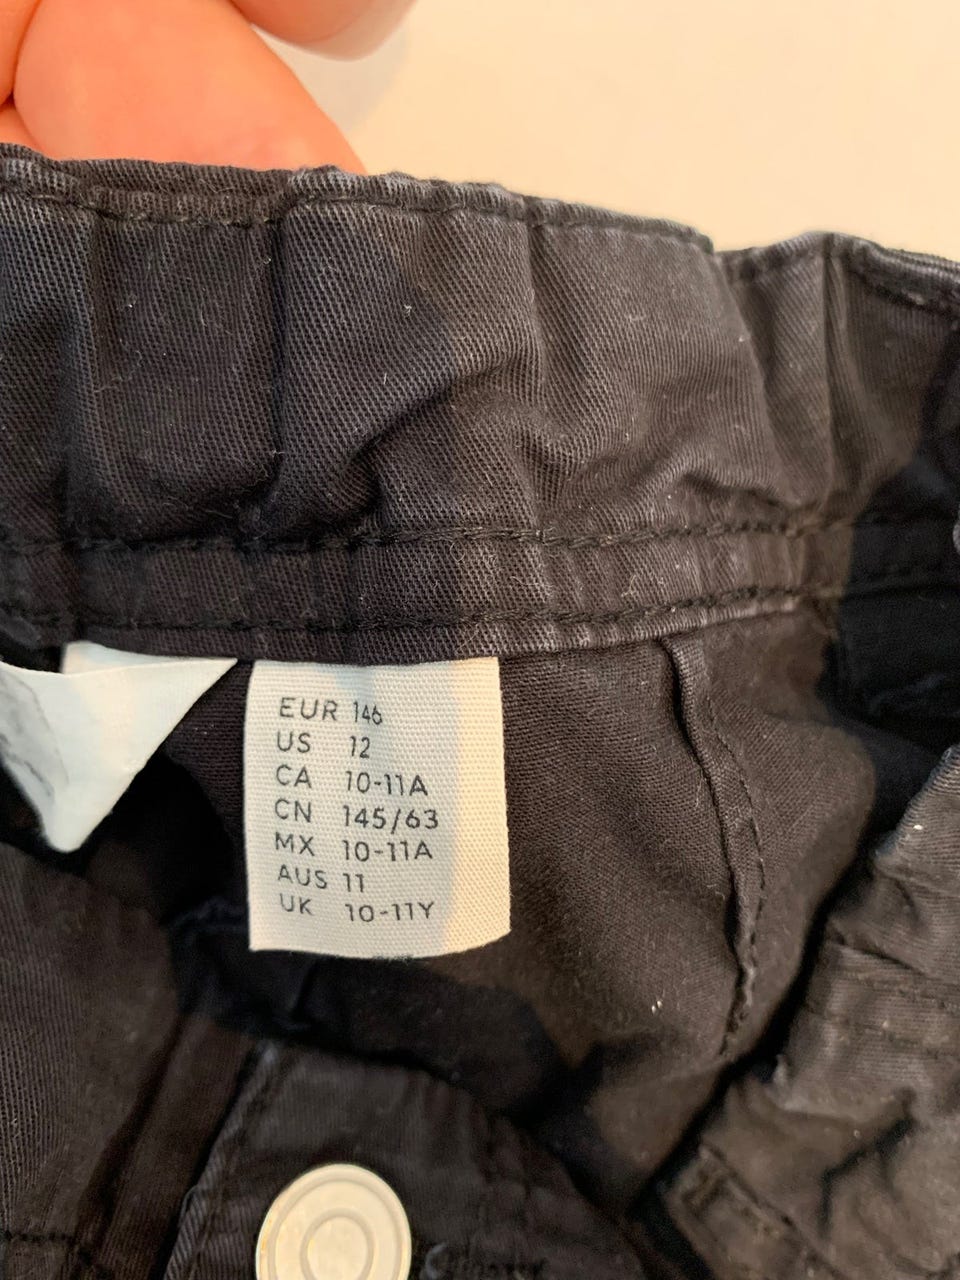 EUR 146
US 12
CA 10-11A
CN 145/63
MX 10-11A
AUS 11
UK 10-11Y